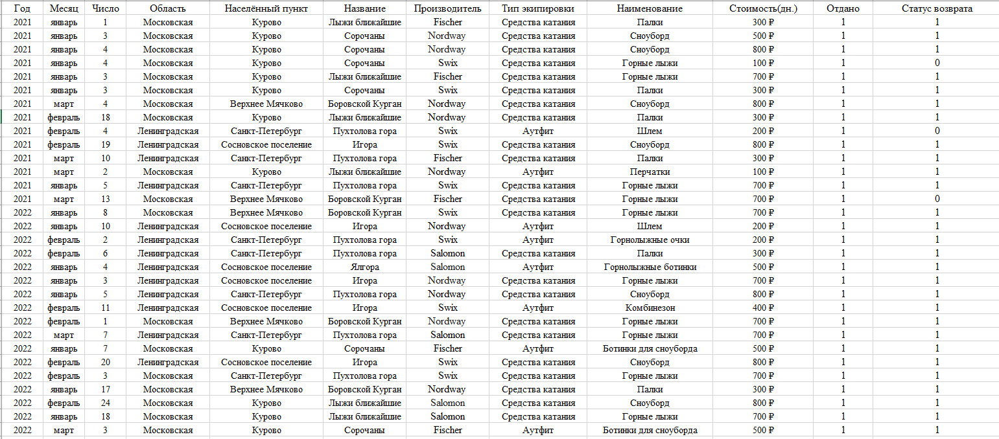 Год Месяц Число Область Населённый пункт Название Производитель Тип экипировки Наименование Стоимость(дн.) Отдано Статус возврата
2021 январь 1 Московская Курово Лыжи ближайшие Fischer Средства катания Палки 300 ₽ 1 1
2021 январь 3 Московская Курово Сорочаны Nordway Средства катания Сноуборд 500 ₽ 1 1
2021 январь 4 Московская Курово Сорочаны Nordway Средства катания Сноуборд 800 ₽ 1 1
2021 январь 4 Московская Курово Сорочаны Swix Средства катания Горные лыжи 100 ₽ 1 0
2021 январь 3 Московская Курово Лыжи ближайшие Fischer Средства катания Горные лыжи 700 ₽ 1 1
2021 январь 3 Московская Курово Сорочаны Swix Средства катания Палки 300 ₽ 1 1
2021 март 4 Московская Верхнее Мячково Боровской Курган Nordway Средства катания Сноуборд 800 ₽ 1 1
2021 февраль 18 Московская Курово Лыжи ближайшие Nordway Средства катания Палки 300 ₽ 1 1
2021 февраль 4 Ленинградская Санкт-Петербург Пухтолова гора Swix Аутфит Шлем 200 ₽ 1 0
2021 февраль 19 Ленинградская Сосновское поселение Игора Swix Средства катания Сноуборд 800 ₽ 1 1
2021 март 10 Ленинградская Санкт-Петербург Пухтолова гора Fischer Средства катания Палки 300 ₽ 1 1
2021 март 2 Московская Курово Лыжи ближайшие Nordway Аутфит Перчатки 100 ₽ 1 1
2021 январь 5 Ленинградская Санкт-Петербург Пухтолова гора Swix Средства катания Горные лыжи 700 ₽ 1 1
2021 март 13 Московская Верхнее Мячково Боровской Курган Fischer Средства катания Горные лыжи 700 ₽ 1 0
2022 январь 8 Московская Верхнее Мячково Боровской Курган Swix Средства катания Горные лыжи 700 ₽ 1 1
2022 январь 10 Ленинградская Сосновское поселение Игора Nordway Аутфит Шлем 200 ₽ 1 1
2022 февраль 2 Ленинградская Санкт-Петербург Пухтолова гора Swix Аутфит Горнолыжные очки 200 ₽ 1 1
2022 февраль 6 Ленинградская Санкт-Петербург Пухтолова гора Salomon Средства катания Палки 300 ₽ 1 1
2022 январь 4 Ленинградская Сосновское поселение Ялгора Salomon Аутфит Горнолыжные ботинки 500 ₽ 1 1
2022 январь 3 Ленинградская Сосновское поселение Игора Nordway Средства катания Горные лыжи 700 ₽ 1 1
2022 январь 5 Ленинградская Санкт-Петербург Пухтолова гора Nordway Средства катания Сноуборд 800 ₽ 1 1
2022 февраль 11 Ленинградская Сосновское поселение Игора Swix Аутфит Комбинезон 400 ₽ 1 1
2022 февраль 1 Московская Верхнее Мячково Боровской Курган Nordway Средства катания Горные лыжи 700 ₽ 1 1
2022 март 7 Ленинградская Санкт-Петербург Пухтолова гора Salomon Средства катания Горные лыжи 700 ₽ 1 1
2022 январь 7 Московская Курово Сорочаны Fischer Аутфит Ботинки для сноуборда 500 ₽ 1 1
2022 февраль 20 Ленинградская Сосновское поселение Игора Swix Средства катания Сноуборд 800 ₽ 1 1
2022 февраль 3 Московская Санкт-Петербург Пухтолова гора Swix Средства катания Горные лыжи 700 ₽ 1 1
2022 январь 17 Московская Верхнее Мячково Боровской Курган Nordway Средства катания Палки 300 ₽ 1 1
2022 февраль 24 Московская Курово Лыжи ближайшие Salomon Средства катания Сноуборд 800 ₽ 1 1
2022 январь 18 Московская Курово Лыжи ближайшие Salomon Средства катания Горные лыжи 700 ₽ 1 1
2022 март 3 Московская Курово Сорочаны Fischer Аутфит Ботинки для сноуборда 500 ₽ 1 1